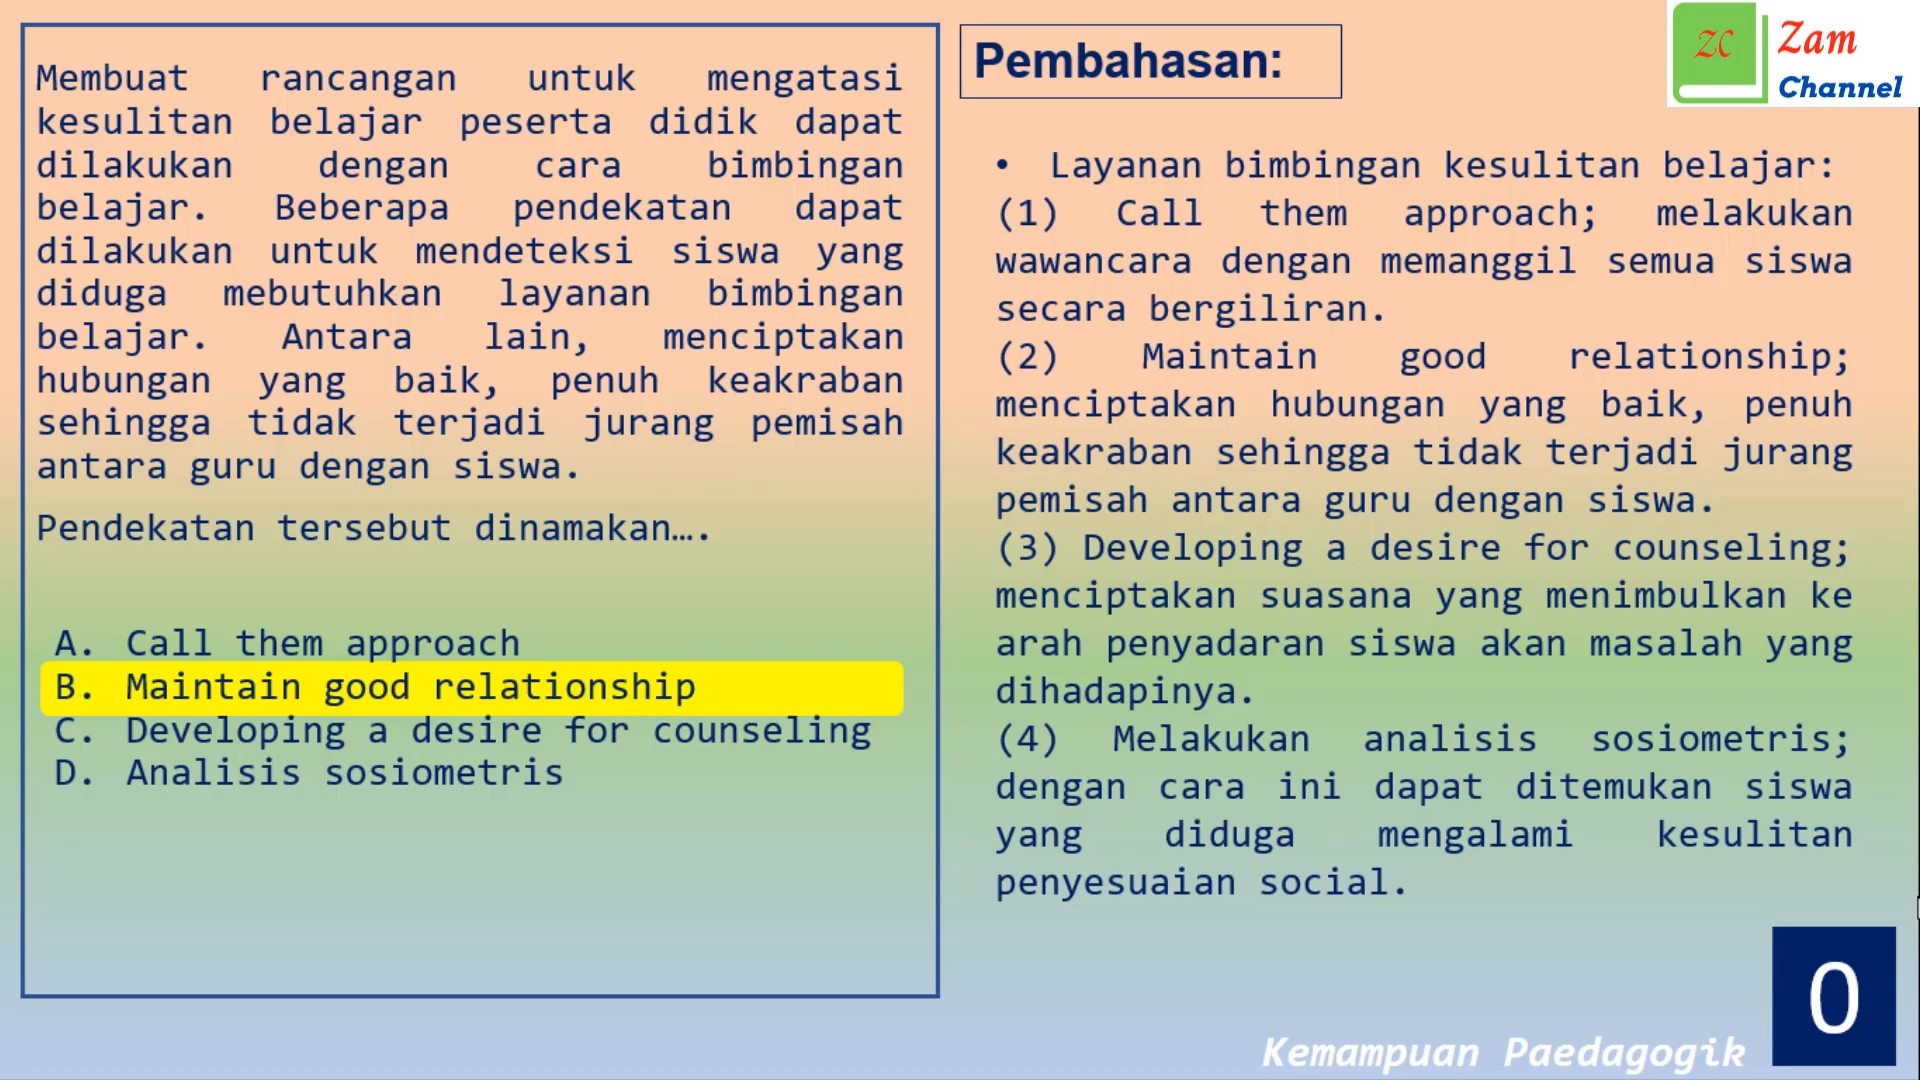 Membuat rancangan untuk mengatasi
kesulitan belajar peserta didik dapat
dilakukan dengan cara bimbingan
belajar. Beberapa pendekatan dapat
dilakukan untuk mendeteksi siswa yang
diduga mebutuhkan layanan bimbingan
belajar. Antara lain, menciptakan
hubungan yang baik, penuh keakraban
sehingga tidak terjadi jurang pemisah
antara guru dengan siswa.
Pendekatan tersebut dinamakan….
A. Call them approach
B. Maintain good relationship
C. Developing a desire for counseling
D. Analisis sosiometris
Pembahasan:
ZC
Zam
Channel
• Layanan bimbingan kesulitan belajar:
(1) Call them approach; melakukan
wawancara dengan memanggil semua siswa
secara bergiliran.
(2) Maintain good relationship;
menciptakan hubungan yang baik, penuh
keakraban sehingga tidak terjadi jurang
pemisah antara guru dengan siswa.
(3) Developing a desire for counseling;
menciptakan suasana yang menimbulkan ke
arah penyadaran siswa akan masalah yang
dihadapinya.
(4) Melakukan analisis sosiometris;
dengan cara ini dapat ditemukan siswa
yang diduga mengalami kesulitan
penyesuaian social.
0
Kemampuan Paedagogik